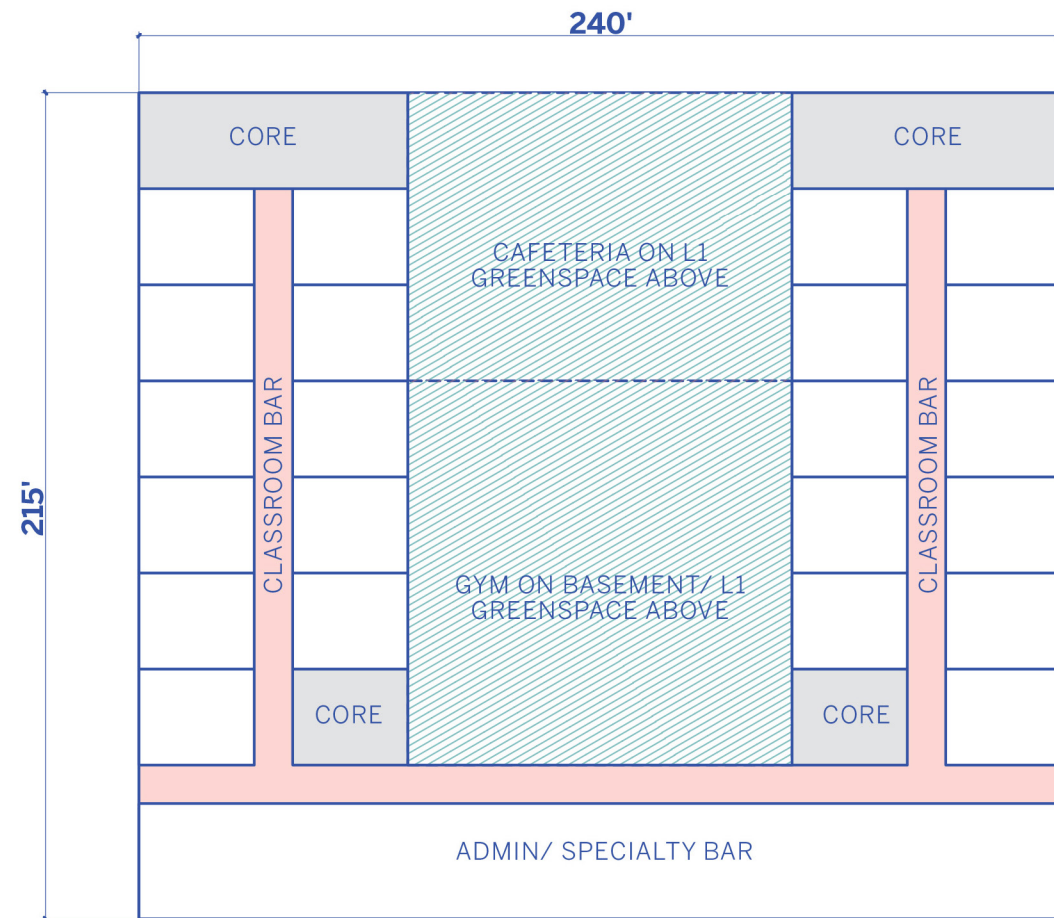 240'
CORE
CORE
CAFETERIA ON L1
GREENSPACE ABOVE
CLASSROOM BAR
CLASSROOM BAR
215'
GYM ON BASEMENT/ L1
GREENSPACE ABOVE
CORE
CORE
ADMIN/ SPECIALTY BAR